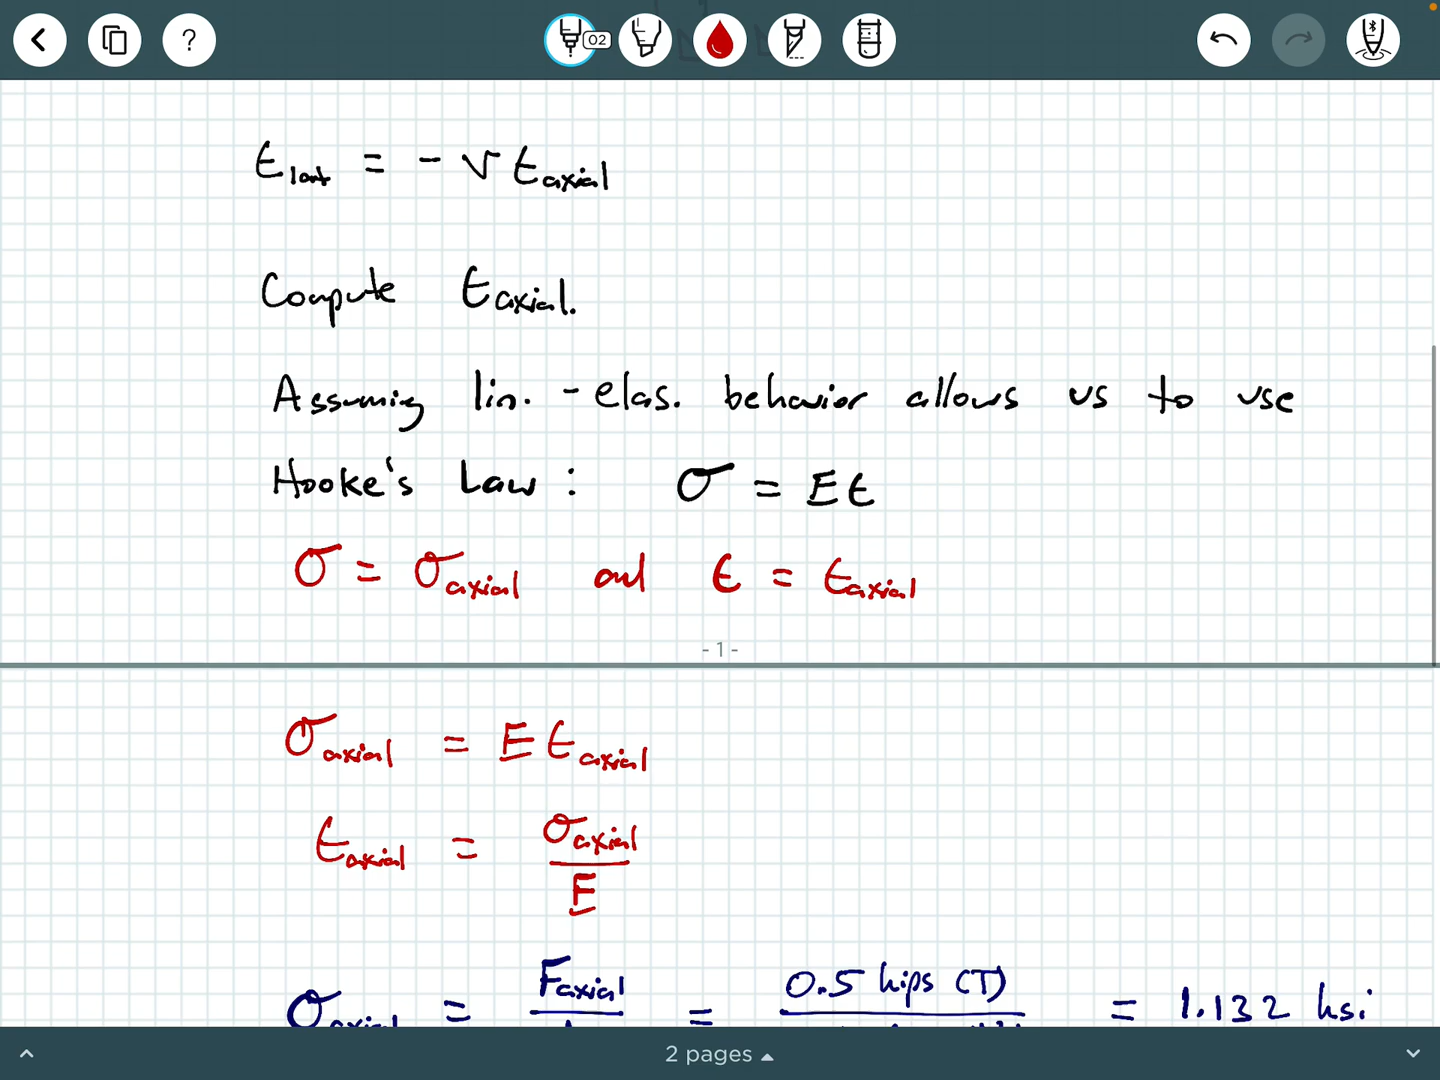 ?
02
ϵ_lat = - ν ϵ_axial
Compute ϵ_axial.
Assuming lin. - elas. behavior allows us to use
Hooke's Law : σ = Eϵ
σ = σ_axial and ϵ = ϵ_axial
- 1 -
σ_axial = E ϵ_axial
ϵ_axial = σ_axial / E
σ_axial = F_axial = 0.5 kips (T) = 1.132 ksi
2 pages